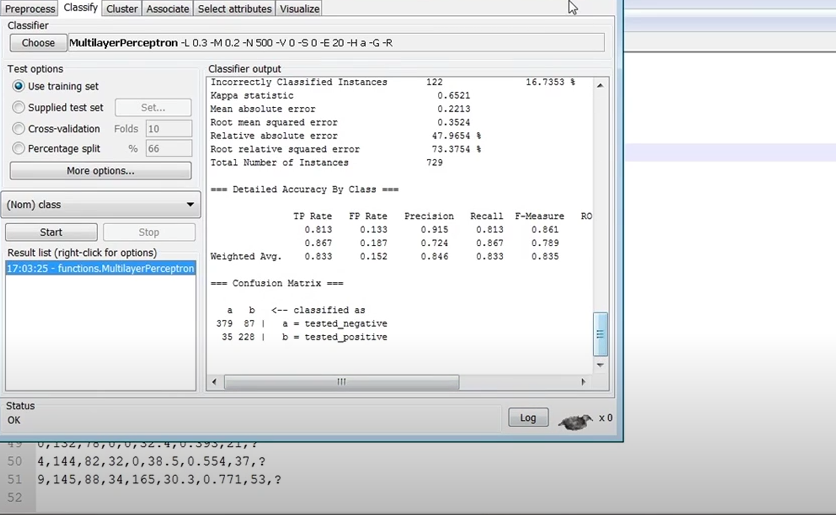 Preprocess Classify Cluster Associate Select attributes Visualize
Classifier
Choose MultilayerPerceptron -L 0.3 -M 0.2 -N 500 -V 0 -S 0 -E 20 -H a -G -R
Test options
Use training set
Supplied test set Set...
Cross-validation Folds 10
Percentage split % 66
More options...
(Nom) class
Start Stop
Result list (right-click for options)
17:03:25 - functions.MultilayerPerceptron
Classifier output
Incorrectly Classified Instances 122 16.7353 %
Kappa statistic 0.6521
Mean absolute error 0.2213
Root mean squared error 0.3524
Relative absolute error 47.9654 %
Root relative squared error 73.3754 %
Total Number of Instances 729
=== Detailed Accuracy By Class ===
TP Rate FP Rate Precision Recall F-Measure RO
0.813 0.133 0.915 0.813 0.861
0.867 0.187 0.724 0.867 0.789
Weighted Avg. 0.833 0.152 0.846 0.833 0.835
=== Confusion Matrix ===
a b <-- classified as
379 87 | a = tested_negative
35 228 | b = tested_positive
Status
OK
Log x 0
49 0,132,78,0,0,32.4,0.393,21,?
50 4,144,82,32,0,38.5,0.554,37,?
51 9,145,88,34,165,30.3,0.771,53,?
52